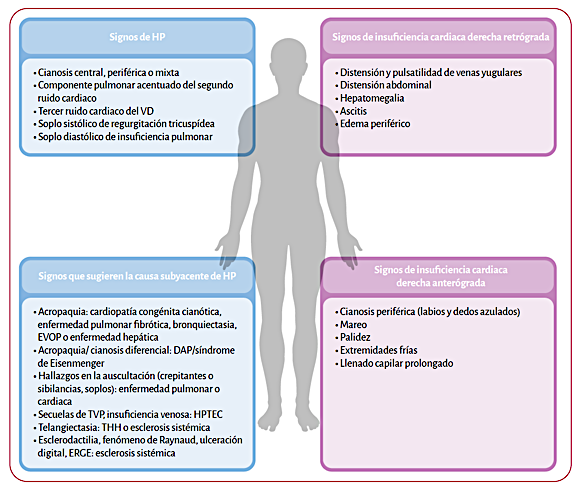 Signos de HP
• Cianosis central, periférica o mixta
• Componente pulmonar acentuado del segundo
ruido cardiaco
• Tercer ruido cardiaco del VD
• Soplo sistólico de regurgitación tricuspídea
• Soplo diastólico de insuficiencia pulmonar
Signos de insuficiencia cardiaca derecha retrógrada
• Distensión y pulsatilidad de venas yugulares
• Distensión abdominal
• Hepatomegalia
• Ascitis
• Edema periférico
Signos que sugieren la causa subyacente de HP
• Acropaquia: cardiopatía congénita cianótica,
enfermedad pulmonar fibrótica, bronquiectasia,
EVOP o enfermedad hepática
• Acropaquia/ cianosis diferencial: DAP/síndrome
de Eisenmenger
• Hallazgos en la auscultación (crepitantes o
sibilancias, soplos): enfermedad pulmonar o
cardiaca
• Secuelas de TVP, insuficiencia venosa: HPTEC
• Telangiectasia: THH o esclerosis sistémica
• Esclerodactilia, fenómeno de Raynaud, ulceración
digital, ERGE: esclerosis sistémica
Signos de insuficiencia cardiaca
derecha anterógrada
• Cianosis periférica (labios y dedos azulados)
• Mareo
• Palidez
• Extremidades frías
• Llenado capilar prolongado